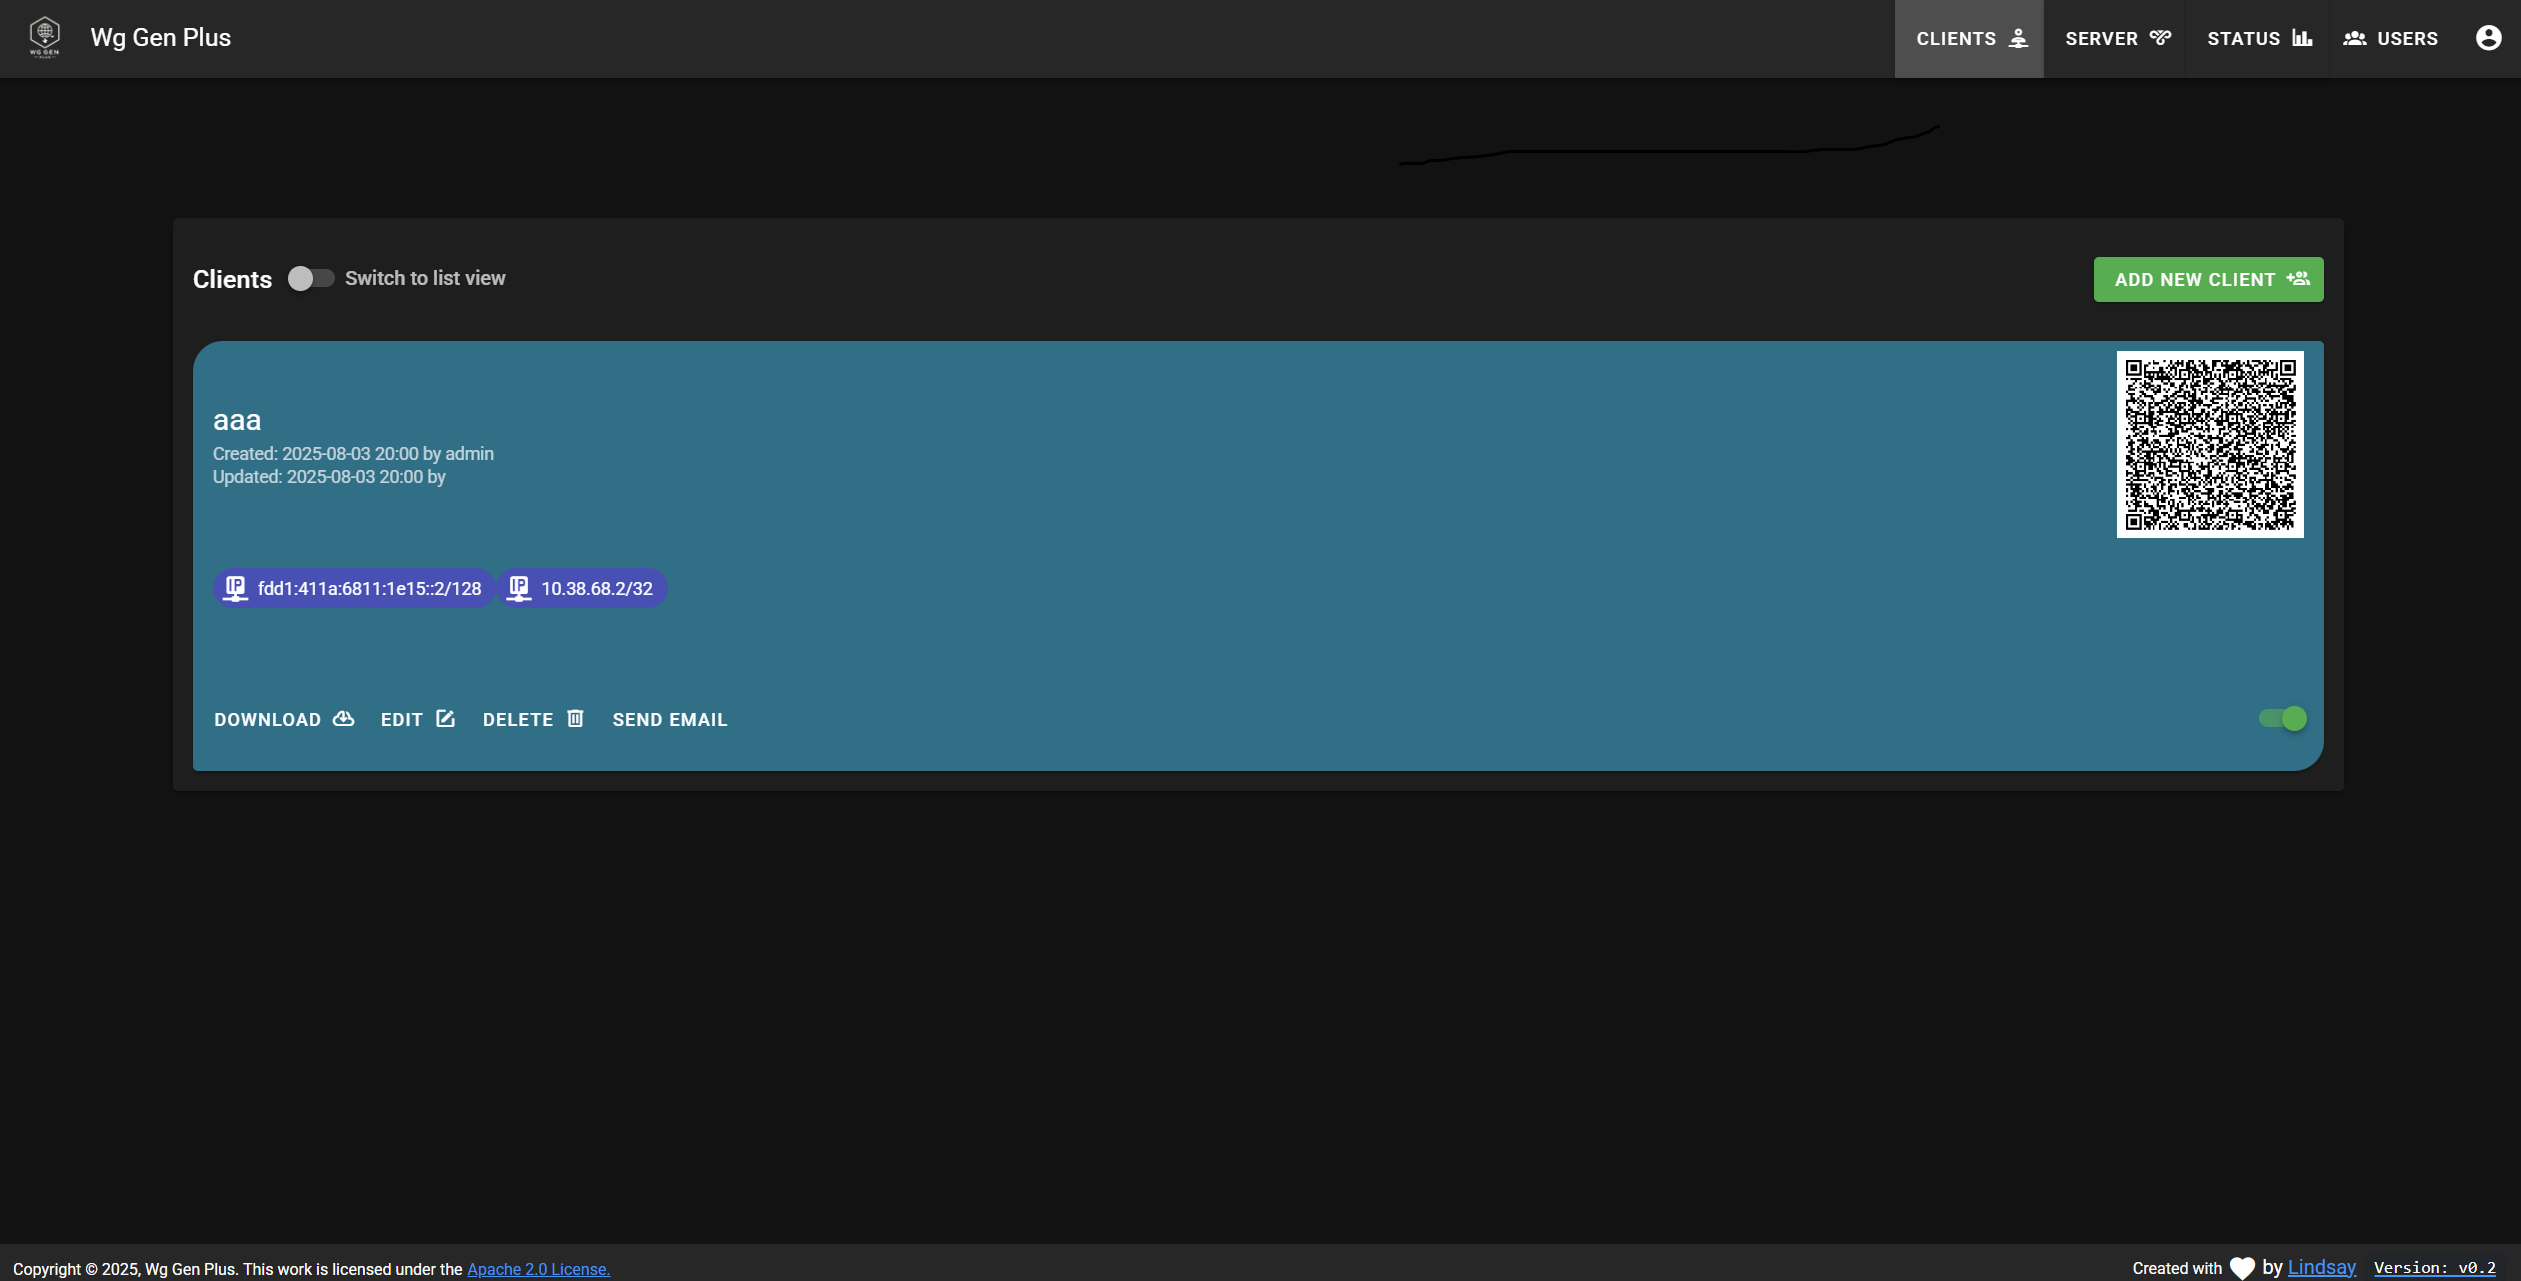 WG GEN
PLUS
Wg Gen Plus
CLIENTS
SERVER
STATUS
USERS
Clients
Switch to list view
ADD NEW CLIENT
aaa
Created: 2025-08-03 20:00 by admin
Updated: 2025-08-03 20:00 by
IP fdd1:411a:6811:1e15::2/128
IP 10.38.68.2/32
DOWNLOAD
EDIT
DELETE
SEND EMAIL
Copyright © 2025, Wg Gen Plus. This work is licensed under the Apache 2.0 License.
Created with by Lindsay
Version: v0.2